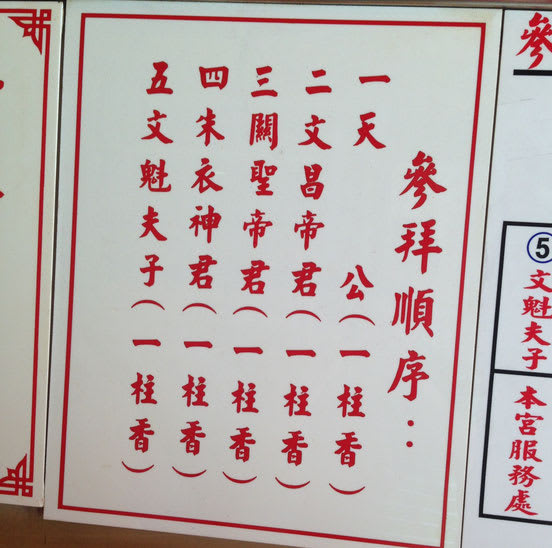 參拜順序：
一天公（一柱香）
二文昌帝君（一柱香）
三關聖帝君（一柱香）
四朱衣神君（一柱香）
五文魁夫子（一柱香）
參
⑤文魁夫子
本宮服務處